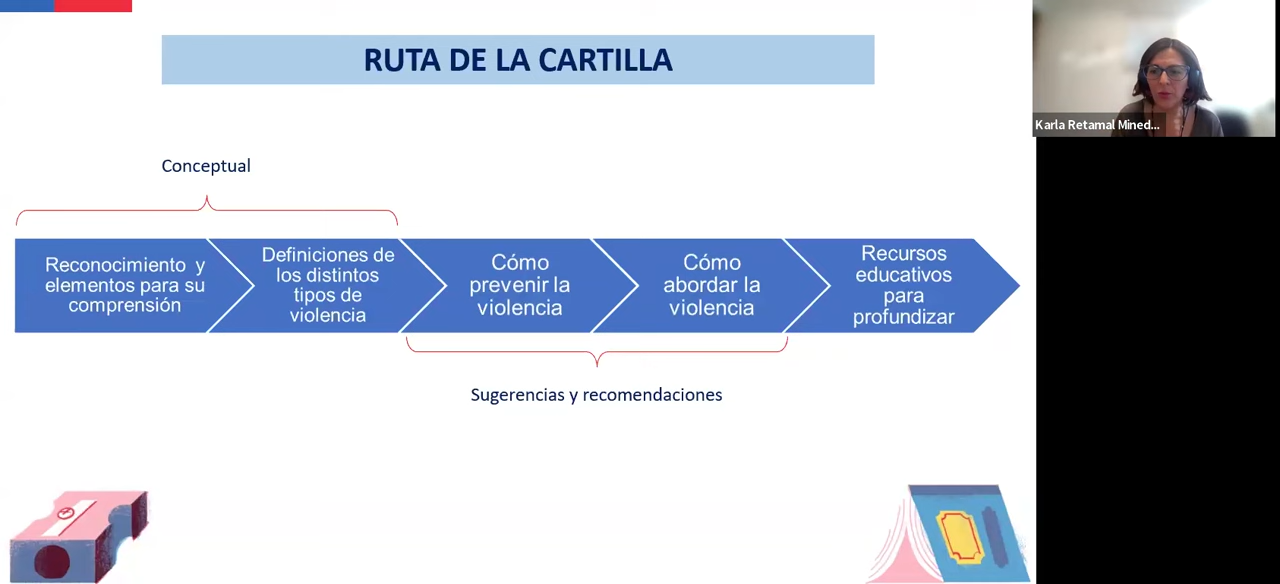 RUTA DE LA CARTILLA
Karla Retamal Mined...
Conceptual
Reconocimiento y
elementos para su
comprensión
Definiciones de
los distintos
tipos de
violencia
Cómo
prevenir la
violencia
Cómo
abordar la
violencia
Recursos
educativos
para
profundizar
Sugerencias y recomendaciones